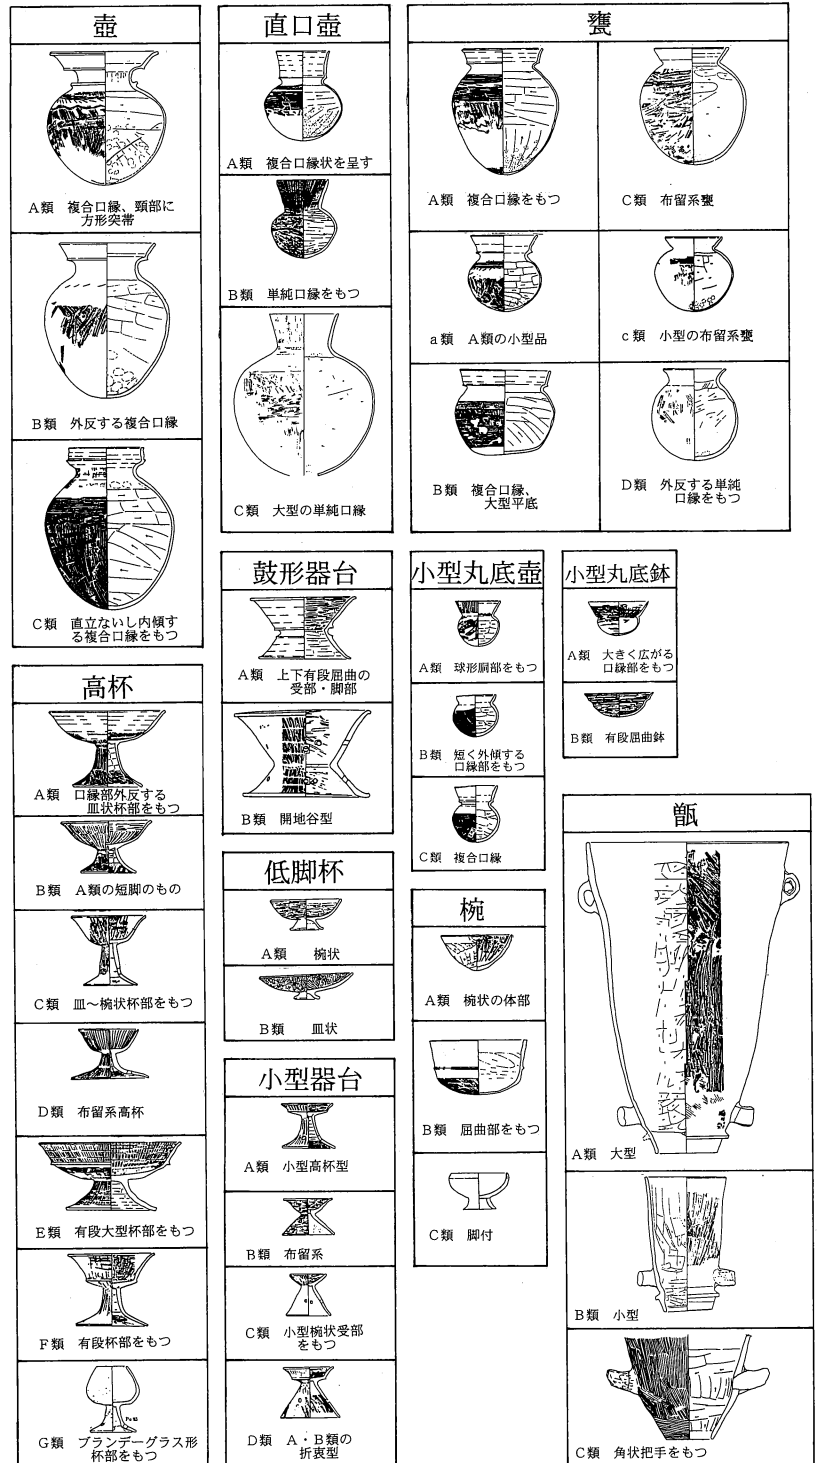 壺
A類　複合口縁、頸部に
方形突帯
B類　外反する複合口縁
C類　直立ないし内傾す
る複合口縁をもつ
直口壺
A類　複合口縁状を呈す
B類　単純口縁をもつ
C類　大型の単純口縁
甕
A類　複合口縁をもつ
C類　布留系甕
a類　A類の小型品
c類　小型の布留系甕
B類　複合口縁、
大型平底
D類　外反する単純
口縁をもつ
高杯
A類　口縁部外反する
皿状杯部をもつ
B類　A類の短脚のもの
C類　皿〜椀状杯部をもつ
D類　布留系高杯
E類　有段大型杯部をもつ
F類　有段杯部をもつ
G類　ブランデーグラス形
杯部をもつ
鼓形器台
A類　上下有段屈曲の
受部・脚部
B類　開地谷型
低脚杯
A類　椀状
B類　皿状
小型器台
A類　小型高杯型
B類　布留系
C類　小型椀状受部
をもつ
D類　A・B類の
折衷型
小型丸底壺
A類　球形胴部をもつ
B類　短く外傾する
口縁部をもつ
C類　複合口縁
椀
A類　椀状の体部
B類　屈曲部をもつ
C類　脚付
小型丸底鉢
A類　大きく広がる
口縁部をもつ
B類　有段屈曲鉢
甑
A類　大型
B類　小型
C類　角状把手をもつ